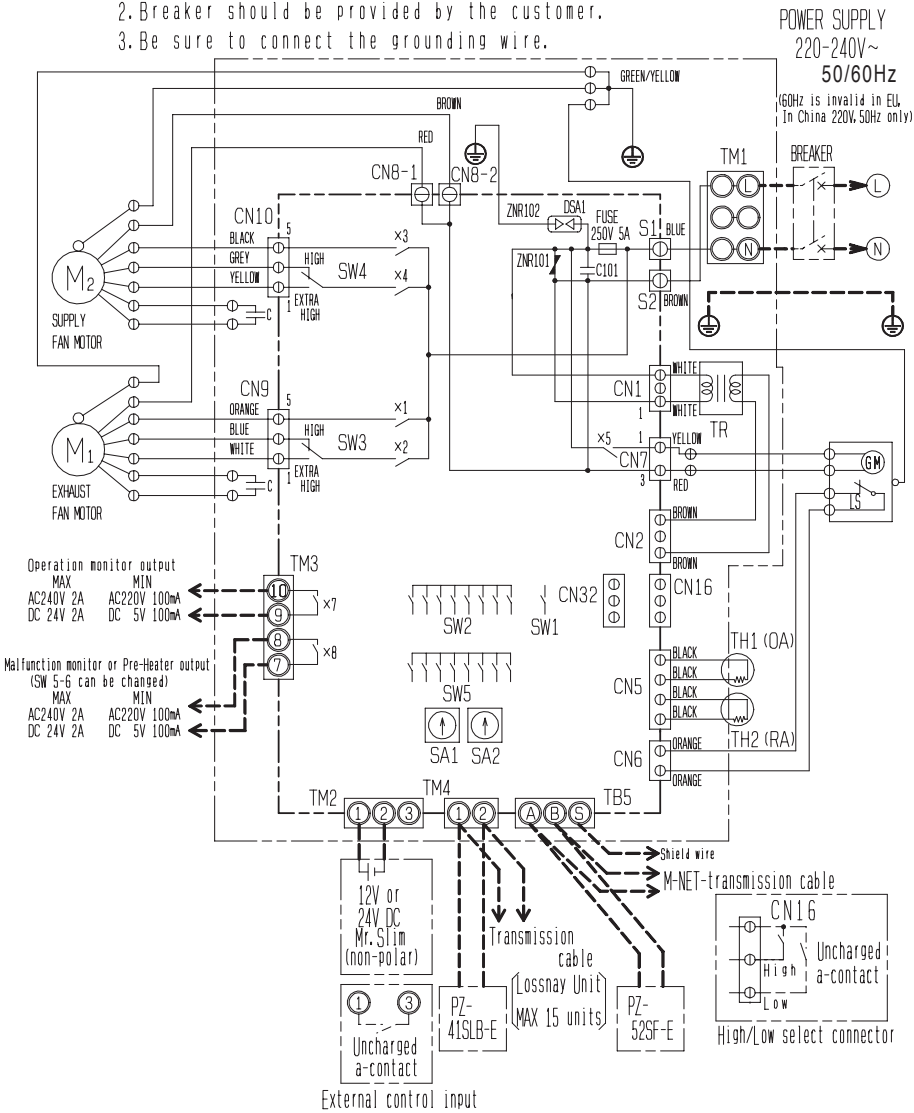 2. Breaker should be provided by the customer.
3. Be sure to connect the grounding wire.
POWER SUPPLY
220-240V~
50/60Hz
(60Hz is invalid in EU,
In China 220V, 50Hz only)
GREEN/YELLOW
BROWN
RED
CN8-1
CN8-2
TM1
BREAKER
L
L
N
N
ZNR102
DSA1
FUSE
250V 5A
S1
BLUE
ZNR101
C101
S2
BROWN
CN10
5
BLACK
GREY
YELLOW
HIGH
SW4
×3
×4
1
EXTRA
HIGH
C
M2
SUPPLY
FAN MOTOR
CN9
5
ORANGE
BLUE
WHITE
HIGH
SW3
×1
×2
1
EXTRA
HIGH
C
M1
EXHAUST
FAN MOTOR
WHITE
CN1
1
WHITE
TR
×5
1
YELLOW
CN7
3
RED
GM
LS
BROWN
CN2
BROWN
CN32
CN16
Operation monitor output
MAX MIN
AC240V 2A AC220V 100mA
DC 24V 2A DC 5V 100mA
TM3
10
9
8
7
×7
×8
Malfunction monitor or Pre-Heater output
(SW 5-6 can be changed)
MAX MIN
AC240V 2A AC220V 100mA
DC 24V 2A DC 5V 100mA
SW2
SW1
SW5
SA1
SA2
TH1 (OA)
BLACK
BLACK
CN5
BLACK
BLACK
TH2 (RA)
CN6
ORANGE
ORANGE
TM2
1 2 3
TM4
1 2
A B S
TB5
Shield wire
M-NET-transmission cable
12V or
24V DC
Mr.Slim
(non-polar)
Transmission
cable
(Lossnay Unit
MAX 15 units)
1 3
Uncharged
a-contact
External control input
PZ-
41SLB-E
PZ-
52SF-E
CN16
Uncharged
a-contact
High
Low
High/Low select connector